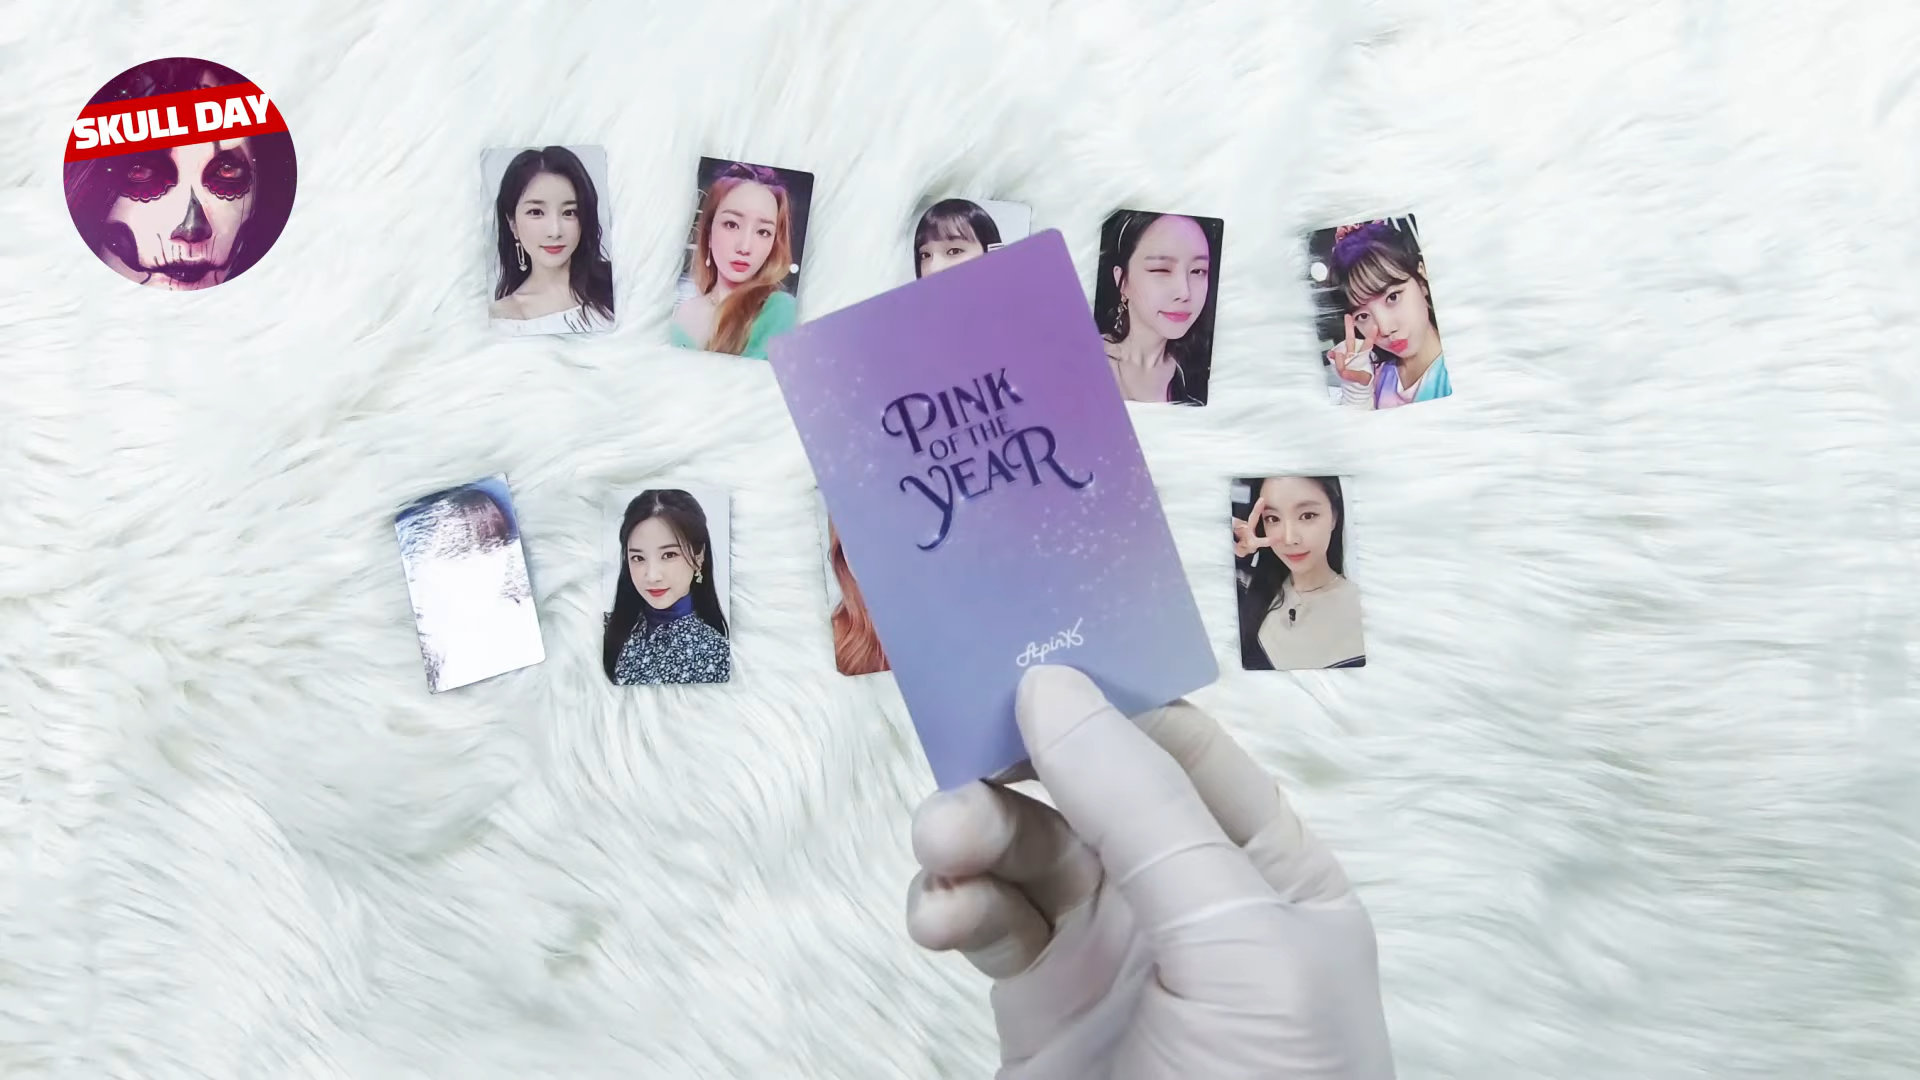 SKULL DAY
PINK
OF THE
YEAR
Apink